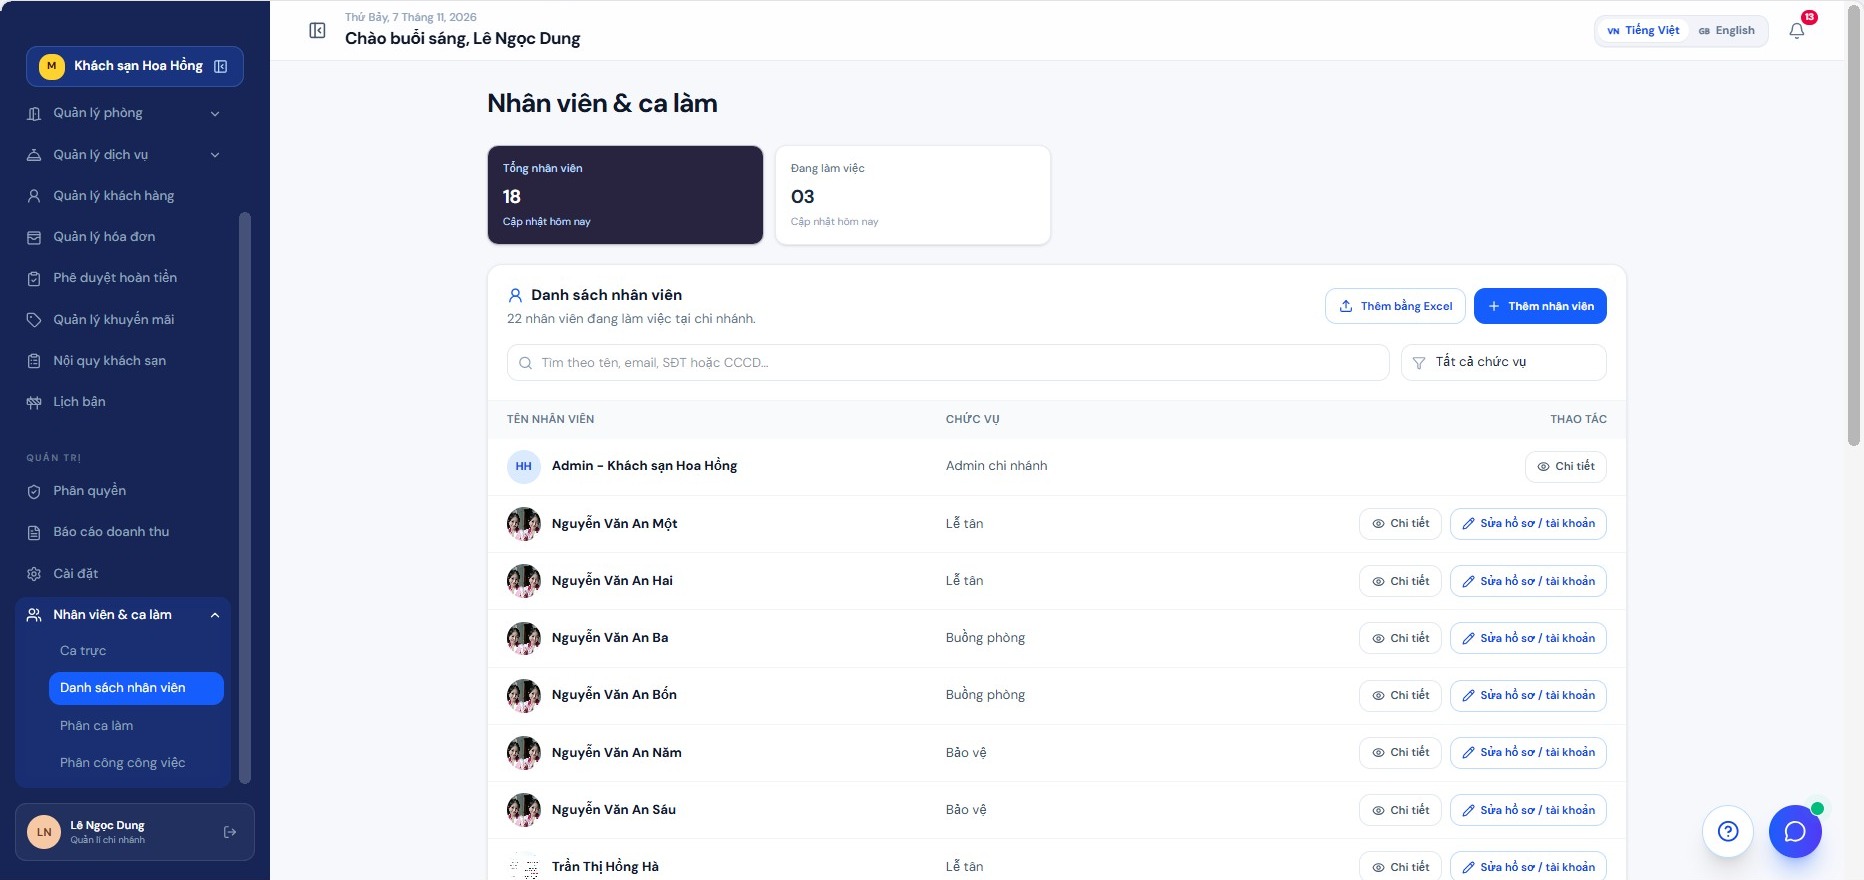 M Khách sạn Hoa Hồng
Quản lý phòng
Quản lý dịch vụ
Quản lý khách hàng
Quản lý hóa đơn
Phê duyệt hoàn tiền
Quản lý khuyến mãi
Nội quy khách sạn
Lịch bận
QUẢN TRỊ
Phân quyền
Báo cáo doanh thu
Cài đặt
Nhân viên & ca làm
Ca trực
Danh sách nhân viên
Phân ca làm
Phân công công việc
LN
Lê Ngọc Dung
Quản lí chi nhánh
Thứ Bảy, 7 Tháng 11, 2026
Chào buổi sáng, Lê Ngọc Dung
VN Tiếng Việt GB English
13
Nhân viên & ca làm
Tổng nhân viên
18
Cập nhật hôm nay
Đang làm việc
03
Cập nhật hôm nay
Danh sách nhân viên
22 nhân viên đang làm việc tại chi nhánh.
Thêm bằng Excel
Thêm nhân viên
Tìm theo tên, email, SĐT hoặc CCCD...
Tất cả chức vụ
TÊN NHÂN VIÊN CHỨC VỤ THAO TÁC
HH Admin - Khách sạn Hoa Hồng Admin chi nhánh Chi tiết
Nguyễn Văn An Một Lễ tân Chi tiết Sửa hồ sơ / tài khoản
Nguyễn Văn An Hai Lễ tân Chi tiết Sửa hồ sơ / tài khoản
Nguyễn Văn An Ba Buồng phòng Chi tiết Sửa hồ sơ / tài khoản
Nguyễn Văn An Bốn Buồng phòng Chi tiết Sửa hồ sơ / tài khoản
Nguyễn Văn An Năm Bảo vệ Chi tiết Sửa hồ sơ / tài khoản
Nguyễn Văn An Sáu Bảo vệ Chi tiết Sửa hồ sơ / tài khoản
Trần Thị Hồng Hà Lễ tân Chi tiết Sửa hồ sơ / tài khoản